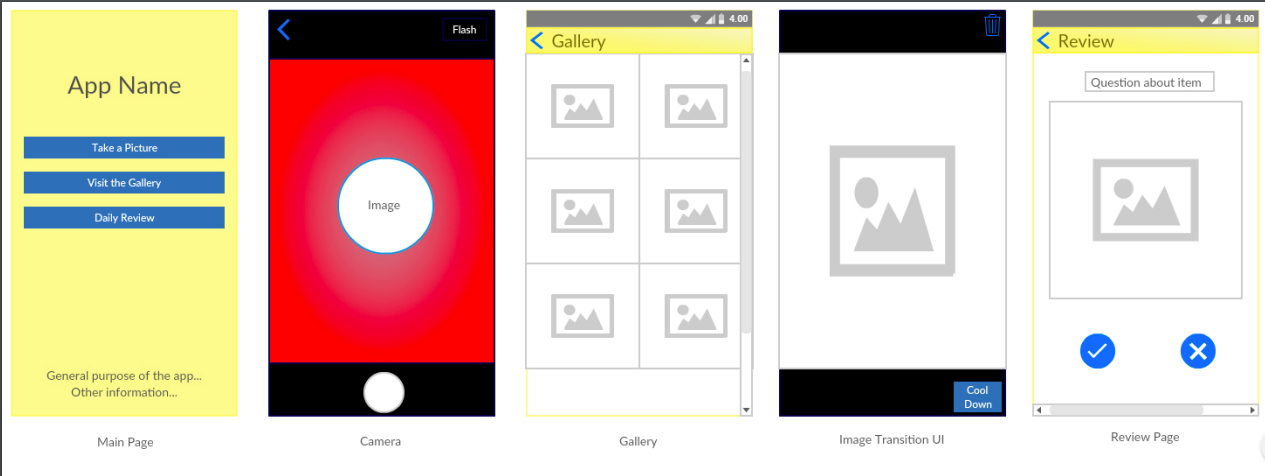 App Name
Take a Picture
Visit the Gallery
Daily Review
General purpose of the app...
Other information...
Main Page
Flash
Image
Camera
4.00
Gallery
Gallery
Cool
Down
Image Transition UI
4.00
Review
Question about item
Review Page